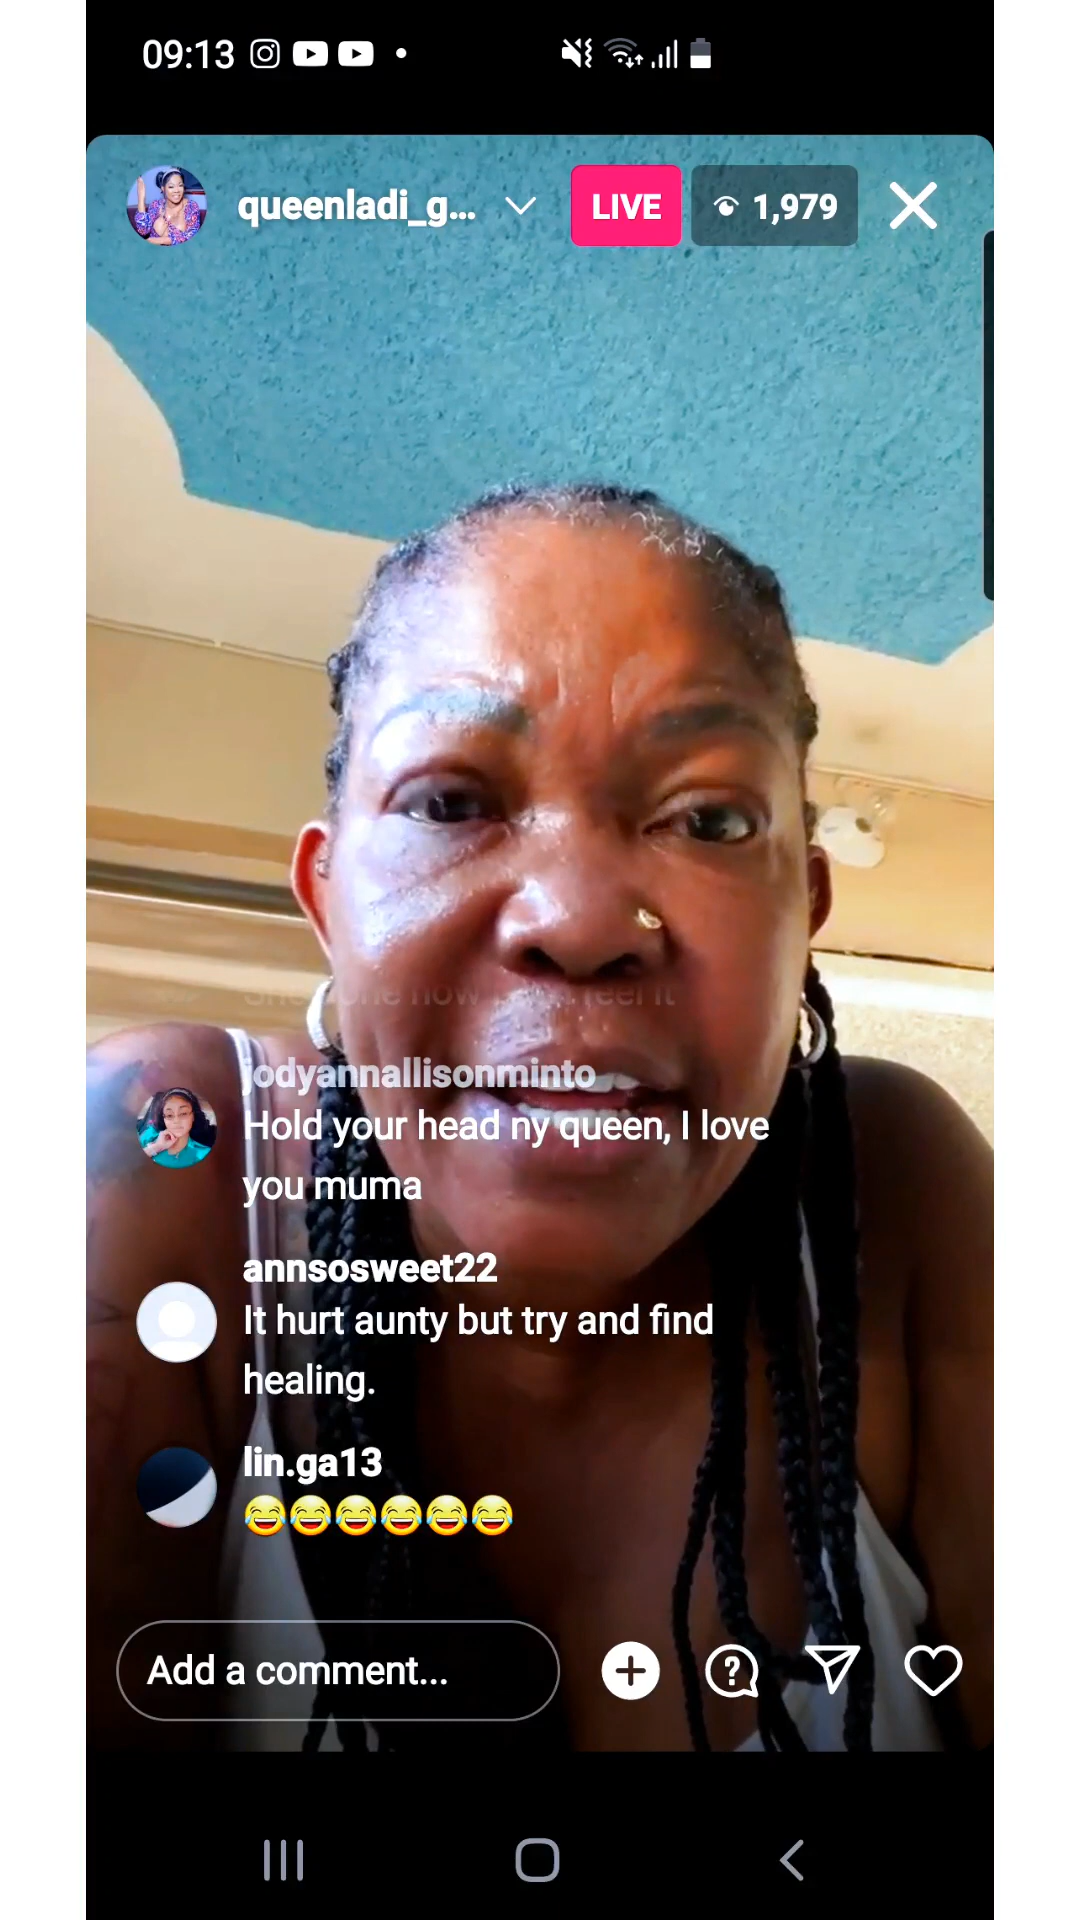 09:13
queenladi_g...
LIVE
1,979
jodyannallisonminto
Hold your head ny queen, I love
you muma
annsosweet22
It hurt aunty but try and find
healing.
lin.ga13
😂😂😂😂😂😂
Add a comment...